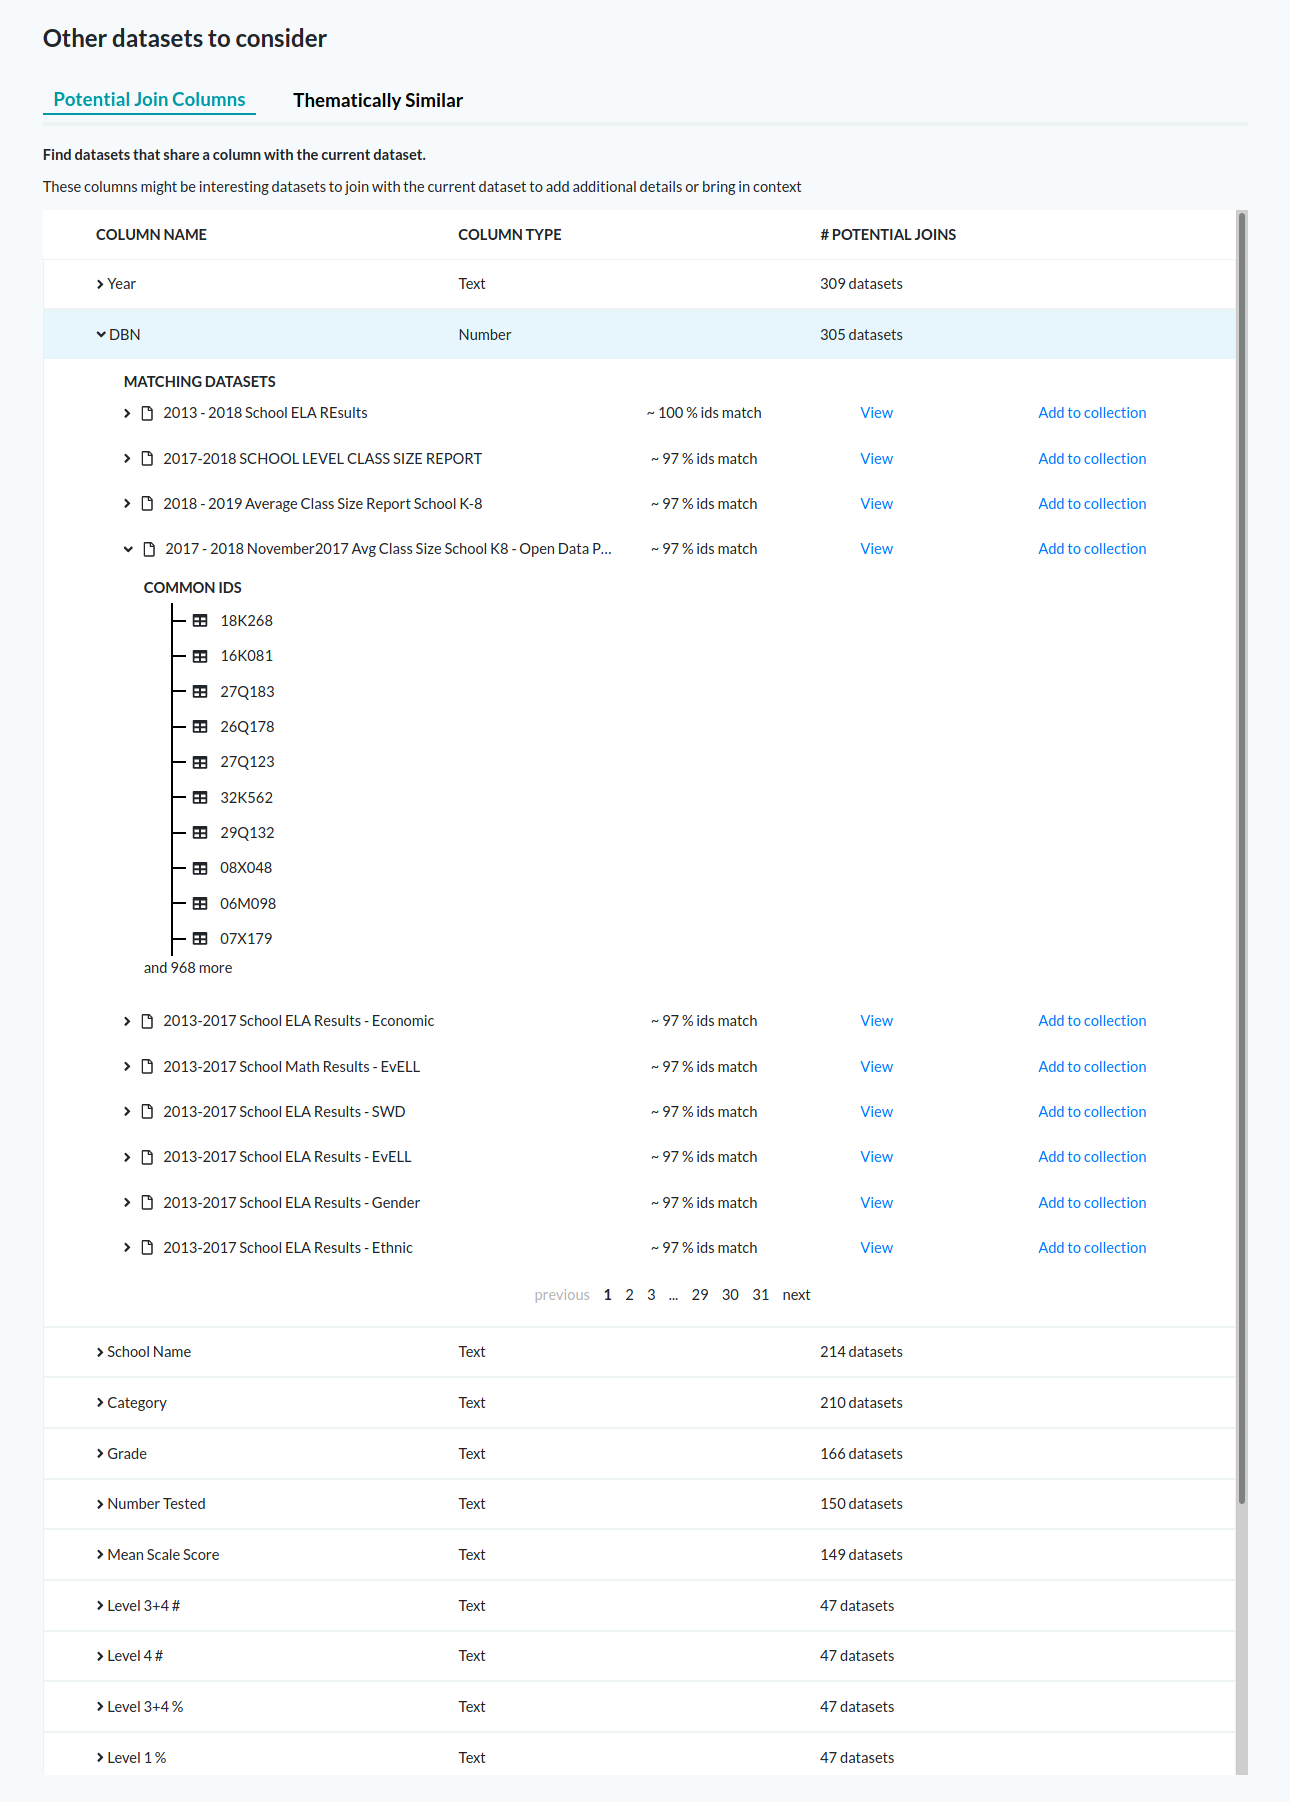 Other datasets to consider
Potential Join Columns Thematically Similar
Find datasets that share a column with the current dataset.
These columns might be interesting datasets to join with the current dataset to add additional details or bring in context
COLUMN NAME COLUMN TYPE # POTENTIAL JOINS
Year Text 309 datasets
DBN Number 305 datasets
MATCHING DATASETS
2013 - 2018 School ELA REsults ~ 100 % ids match View Add to collection
2017-2018 SCHOOL LEVEL CLASS SIZE REPORT ~ 97 % ids match View Add to collection
2018 - 2019 Average Class Size Report School K-8 ~ 97 % ids match View Add to collection
2017 - 2018 November2017 Avg Class Size School K8 - Open Data P... ~ 97 % ids match View Add to collection
COMMON IDS
18K268
16K081
27Q183
26Q178
27Q123
32K562
29Q132
08X048
06M098
07X179
and 968 more
2013-2017 School ELA Results - Economic ~ 97 % ids match View Add to collection
2013-2017 School Math Results - EvELL ~ 97 % ids match View Add to collection
2013-2017 School ELA Results - SWD ~ 97 % ids match View Add to collection
2013-2017 School ELA Results - EvELL ~ 97 % ids match View Add to collection
2013-2017 School ELA Results - Gender ~ 97 % ids match View Add to collection
2013-2017 School ELA Results - Ethnic ~ 97 % ids match View Add to collection
previous 1 2 3 ... 29 30 31 next
School Name Text 214 datasets
Category Text 210 datasets
Grade Text 166 datasets
Number Tested Text 150 datasets
Mean Scale Score Text 149 datasets
Level 3+4 # Text 47 datasets
Level 4 # Text 47 datasets
Level 3+4 % Text 47 datasets
Level 1 % Text 47 datasets